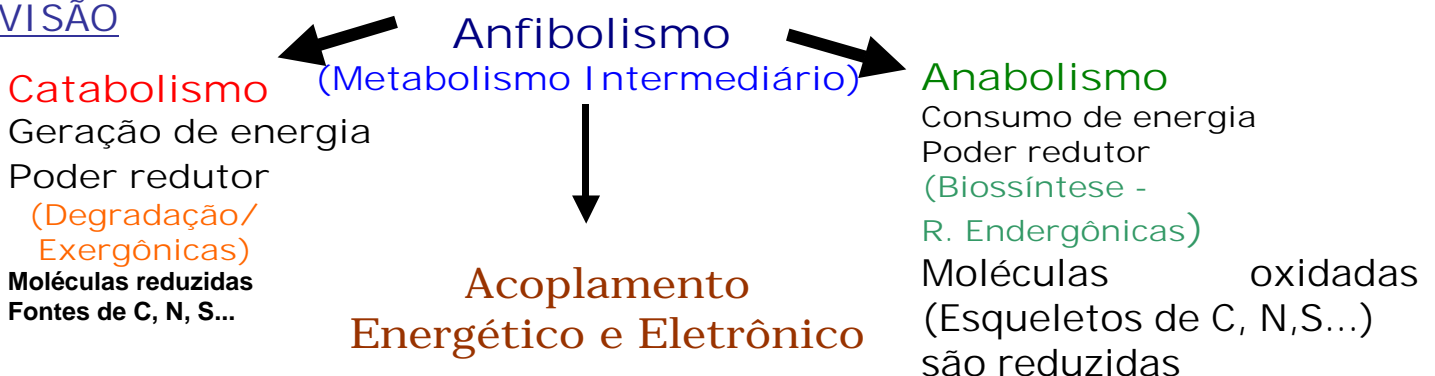 VISÃO
Anfibolismo
(Metabolismo Intermediário)
Catabolismo
Geração de energia
Poder redutor
(Degradação/
Exergônicas)
Moléculas reduzidas
Fontes de C, N, S...
Acoplamento
Energético e Eletrônico
Anabolismo
Consumo de energia
Poder redutor
(Biossíntese -
R. Endergônicas)
Moléculas oxidadas
(Esqueletos de C, N,S...)
são reduzidas